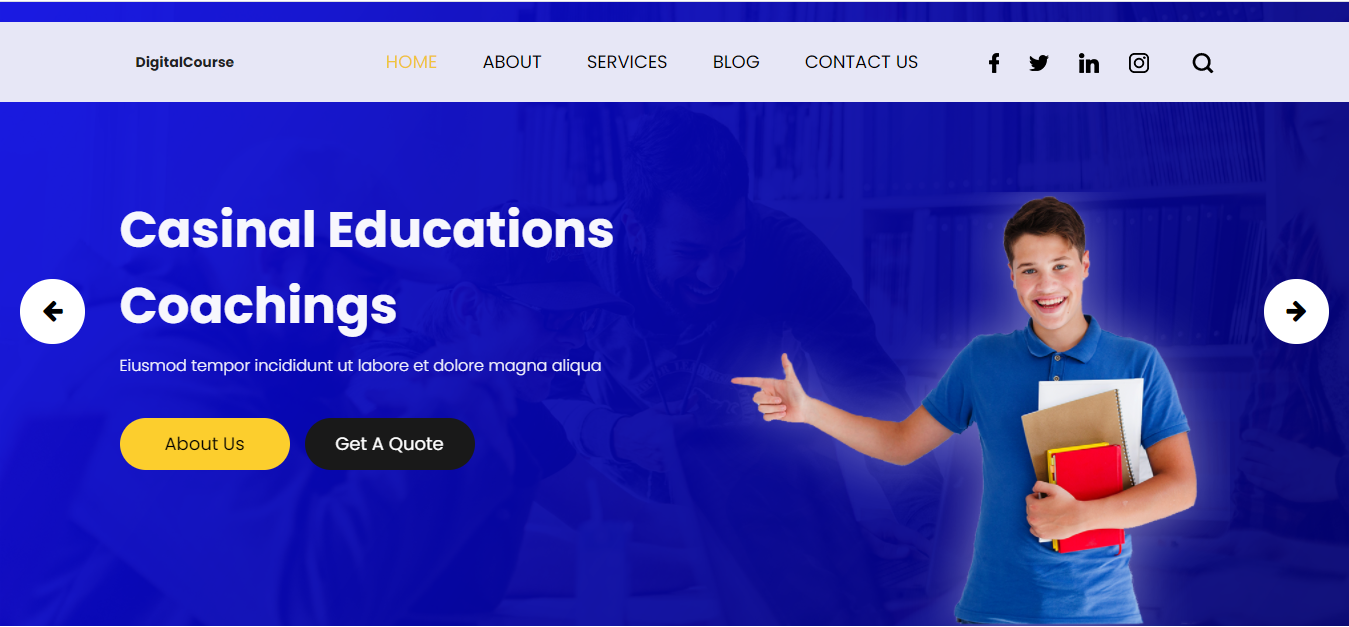 DigitalCourse
HOME ABOUT SERVICES BLOG CONTACT US
Casinal Educations
Coachings
Eiusmod tempor incididunt ut labore et dolore magna aliqua
About Us Get A Quote